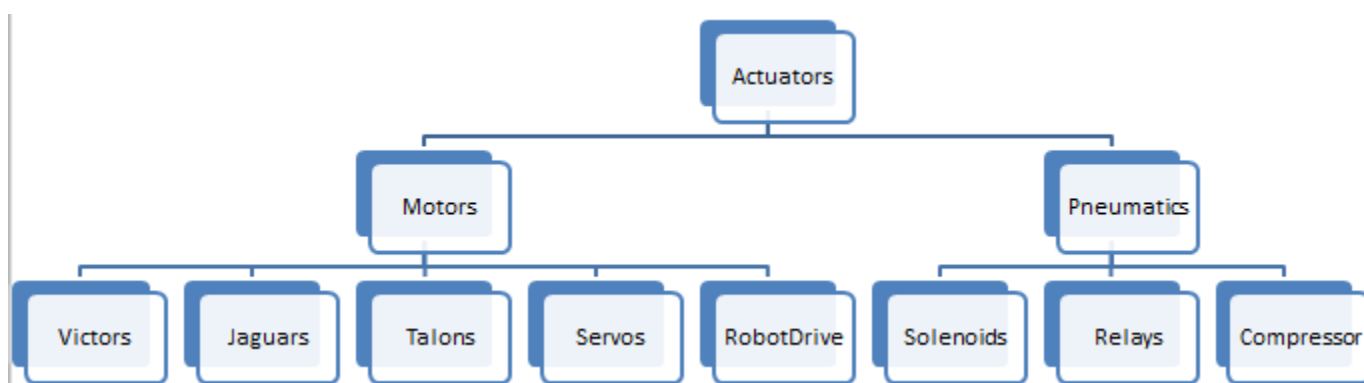 Actuators
Motors
Pneumatics
Victors
Jaguars
Talons
Servos
RobotDrive
Solenoids
Relays
Compressor